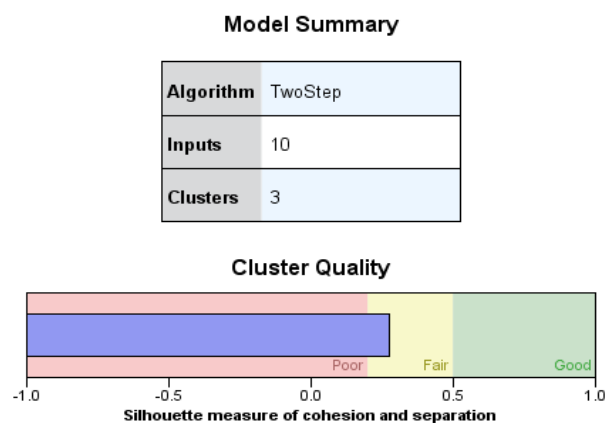 Model Summary
Algorithm TwoStep
Inputs 10
Clusters 3
Cluster Quality
Poor Fair Good
-1.0 -0.5 0.0 0.5 1.0
Silhouette measure of cohesion and separation